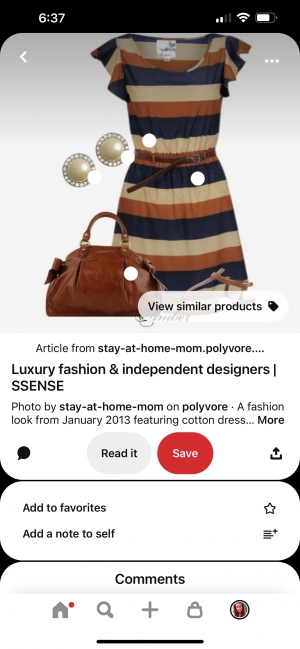 6:37
View similar products
Amber
Article from stay-at-home-mom.polyvore....
Luxury fashion & independent designers |
SSENSE
Photo by stay-at-home-mom on polyvore · A fashion
look from January 2013 featuring cotton dress... More
Read it
Save
Add to favorites
Add a note to self
Comments